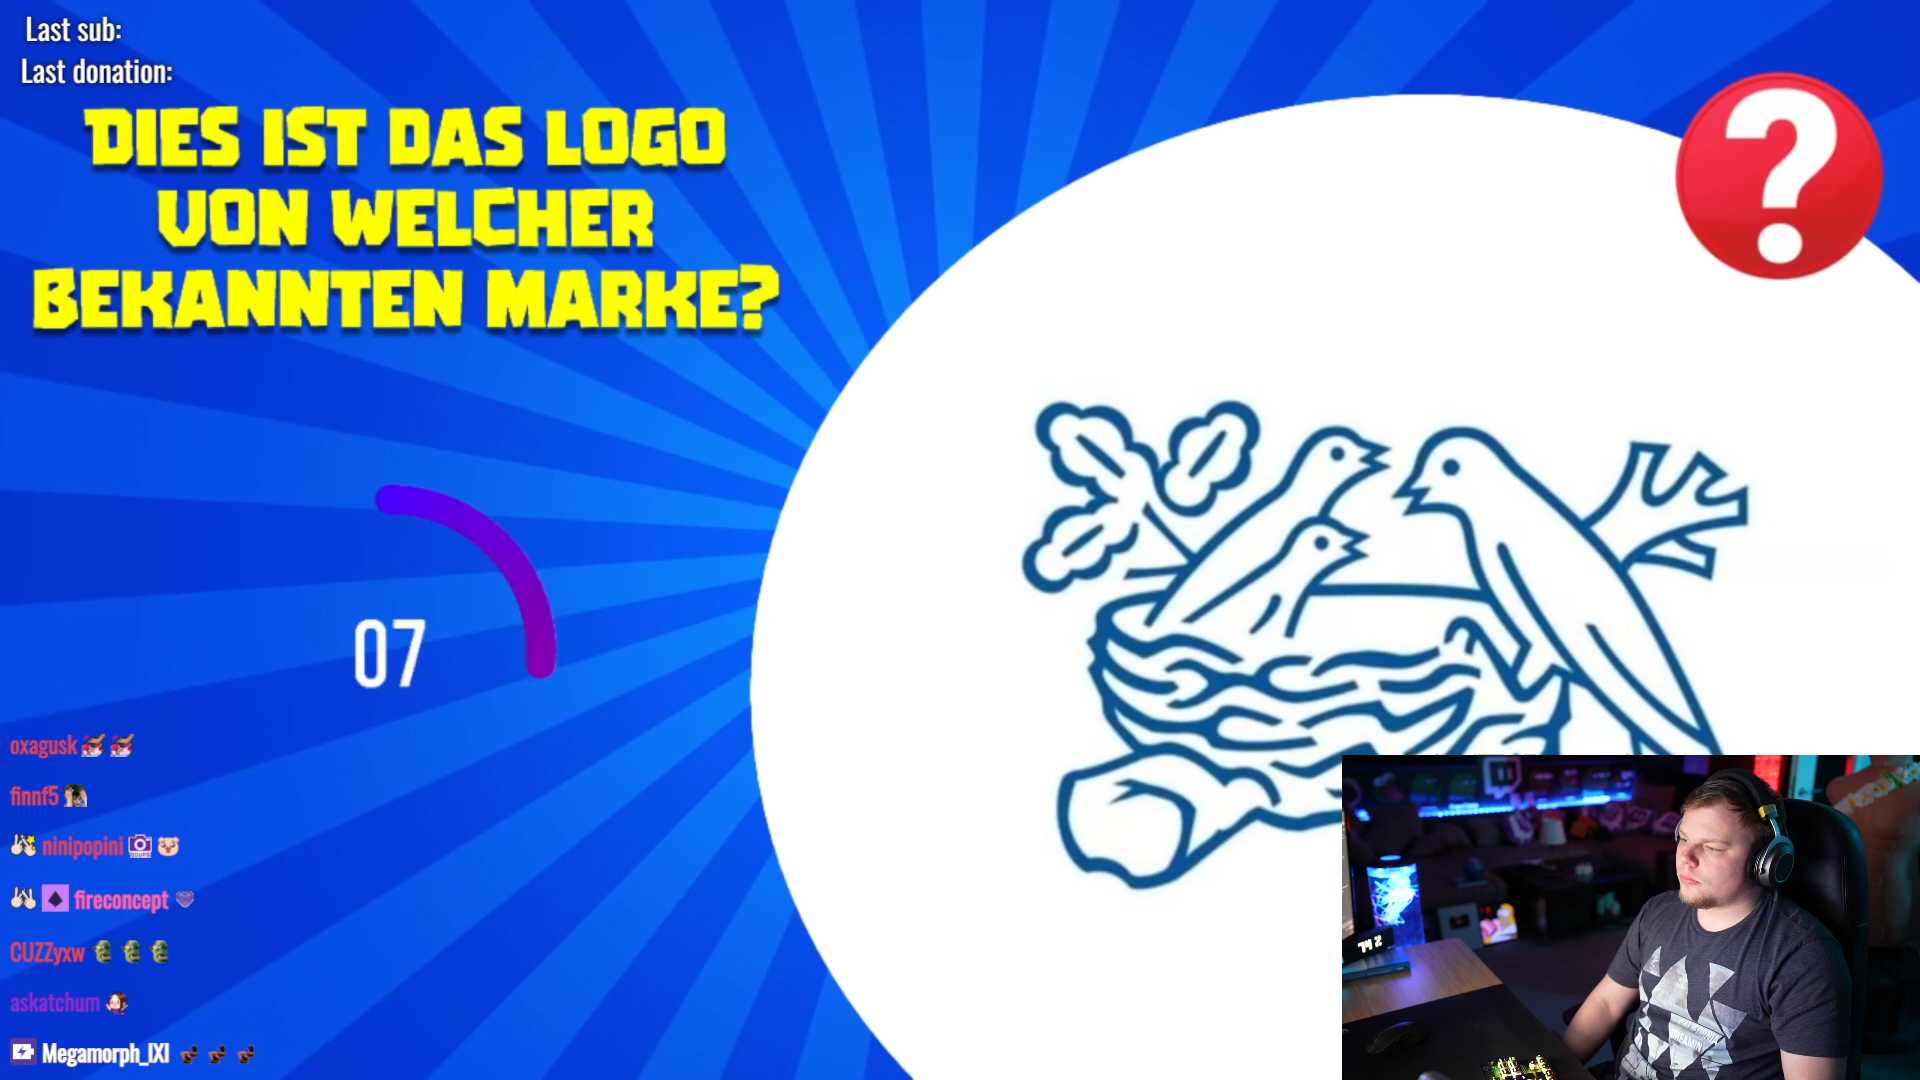 Last sub:
Last donation:
DIES IST DAS LOGO
VON WELCHER
BEKANNTEN MARKE?
07
oxagusk
finnf5
ninipopini
fireconcept
CUZZyxw
askatchum
Megamorph_IXI